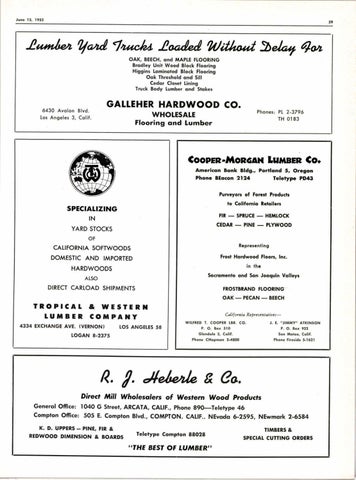 June 15, 1952
59
Lumber Yard Trucks Loaded Without Delay For
OAK, BEECH, and MAPLE FLOORING
Bradley Unit Wood Block Flooring
Higgins Laminated Block Flooring
Oak Threshold and Sill
Cedar Closet Lining
Truck Body Lumber and Stakes
GALLEHER HARDWOOD CO.
6430 Avalon Blvd.
Los Angeles 3, Calif.
WHOLESALE
Flooring and Lumber
Phones: PL 2-3796
TH 0183
SPECIALIZING
IN
YARD STOCKS
OF
CALIFORNIA SOFTWOODS
DOMESTIC AND IMPORTED
HARDWOODS
ALSO
DIRECT CARLOAD SHIPMENTS
TROPICAL & WESTERN
LUMBER COMPANY
4334 EXCHANGE AVE. (VERNON) LOS ANGELES 58
LOGAN 8-2375
COOPER-MORGAN LUMBER CO.
American Bank Bldg., Portland 5, Oregon
Phone BEacon 2124 Teletype PD43
Purveyors of Forest Products
to California Retailers
FIR — SPRUCE — HEMLOCK
CEDAR — PINE — PLYWOOD
Representing
Frost Hardwood Floors, Inc.
in the
Sacramento and San Joaquin Valleys
FROSTBRAND FLOORING
OAK — PECAN — BEECH
California Representatives—
WILFRED T. COOPER LBR. CO.
P. O. Box 510
Glendale 5, Calif.
Phone CHapman 5-4800
J. E. "JIMMY" ATKINSON
P. O. Box 923
San Mateo, Calif.
Phone Fireside 5-1621
R. J. Heberle & Co.
Direct Mill Wholesalers of Western Wood Products
General Office: 1040 G Street, ARCATA, CALIF., Phone 890—Teletype 46
Compton Office: 505 E. Compton Blvd., COMPTON. CALIF.. NEvada 6-2595, NEwmark 2-6584
K. D. UPPERS – PINE, FIR &
REDWOOD DIMENSION & BOARDS
Teletype Compton 88028
TIMBERS &
SPECIAL CUTTING ORDERS
"THE BEST OF LUMBER"